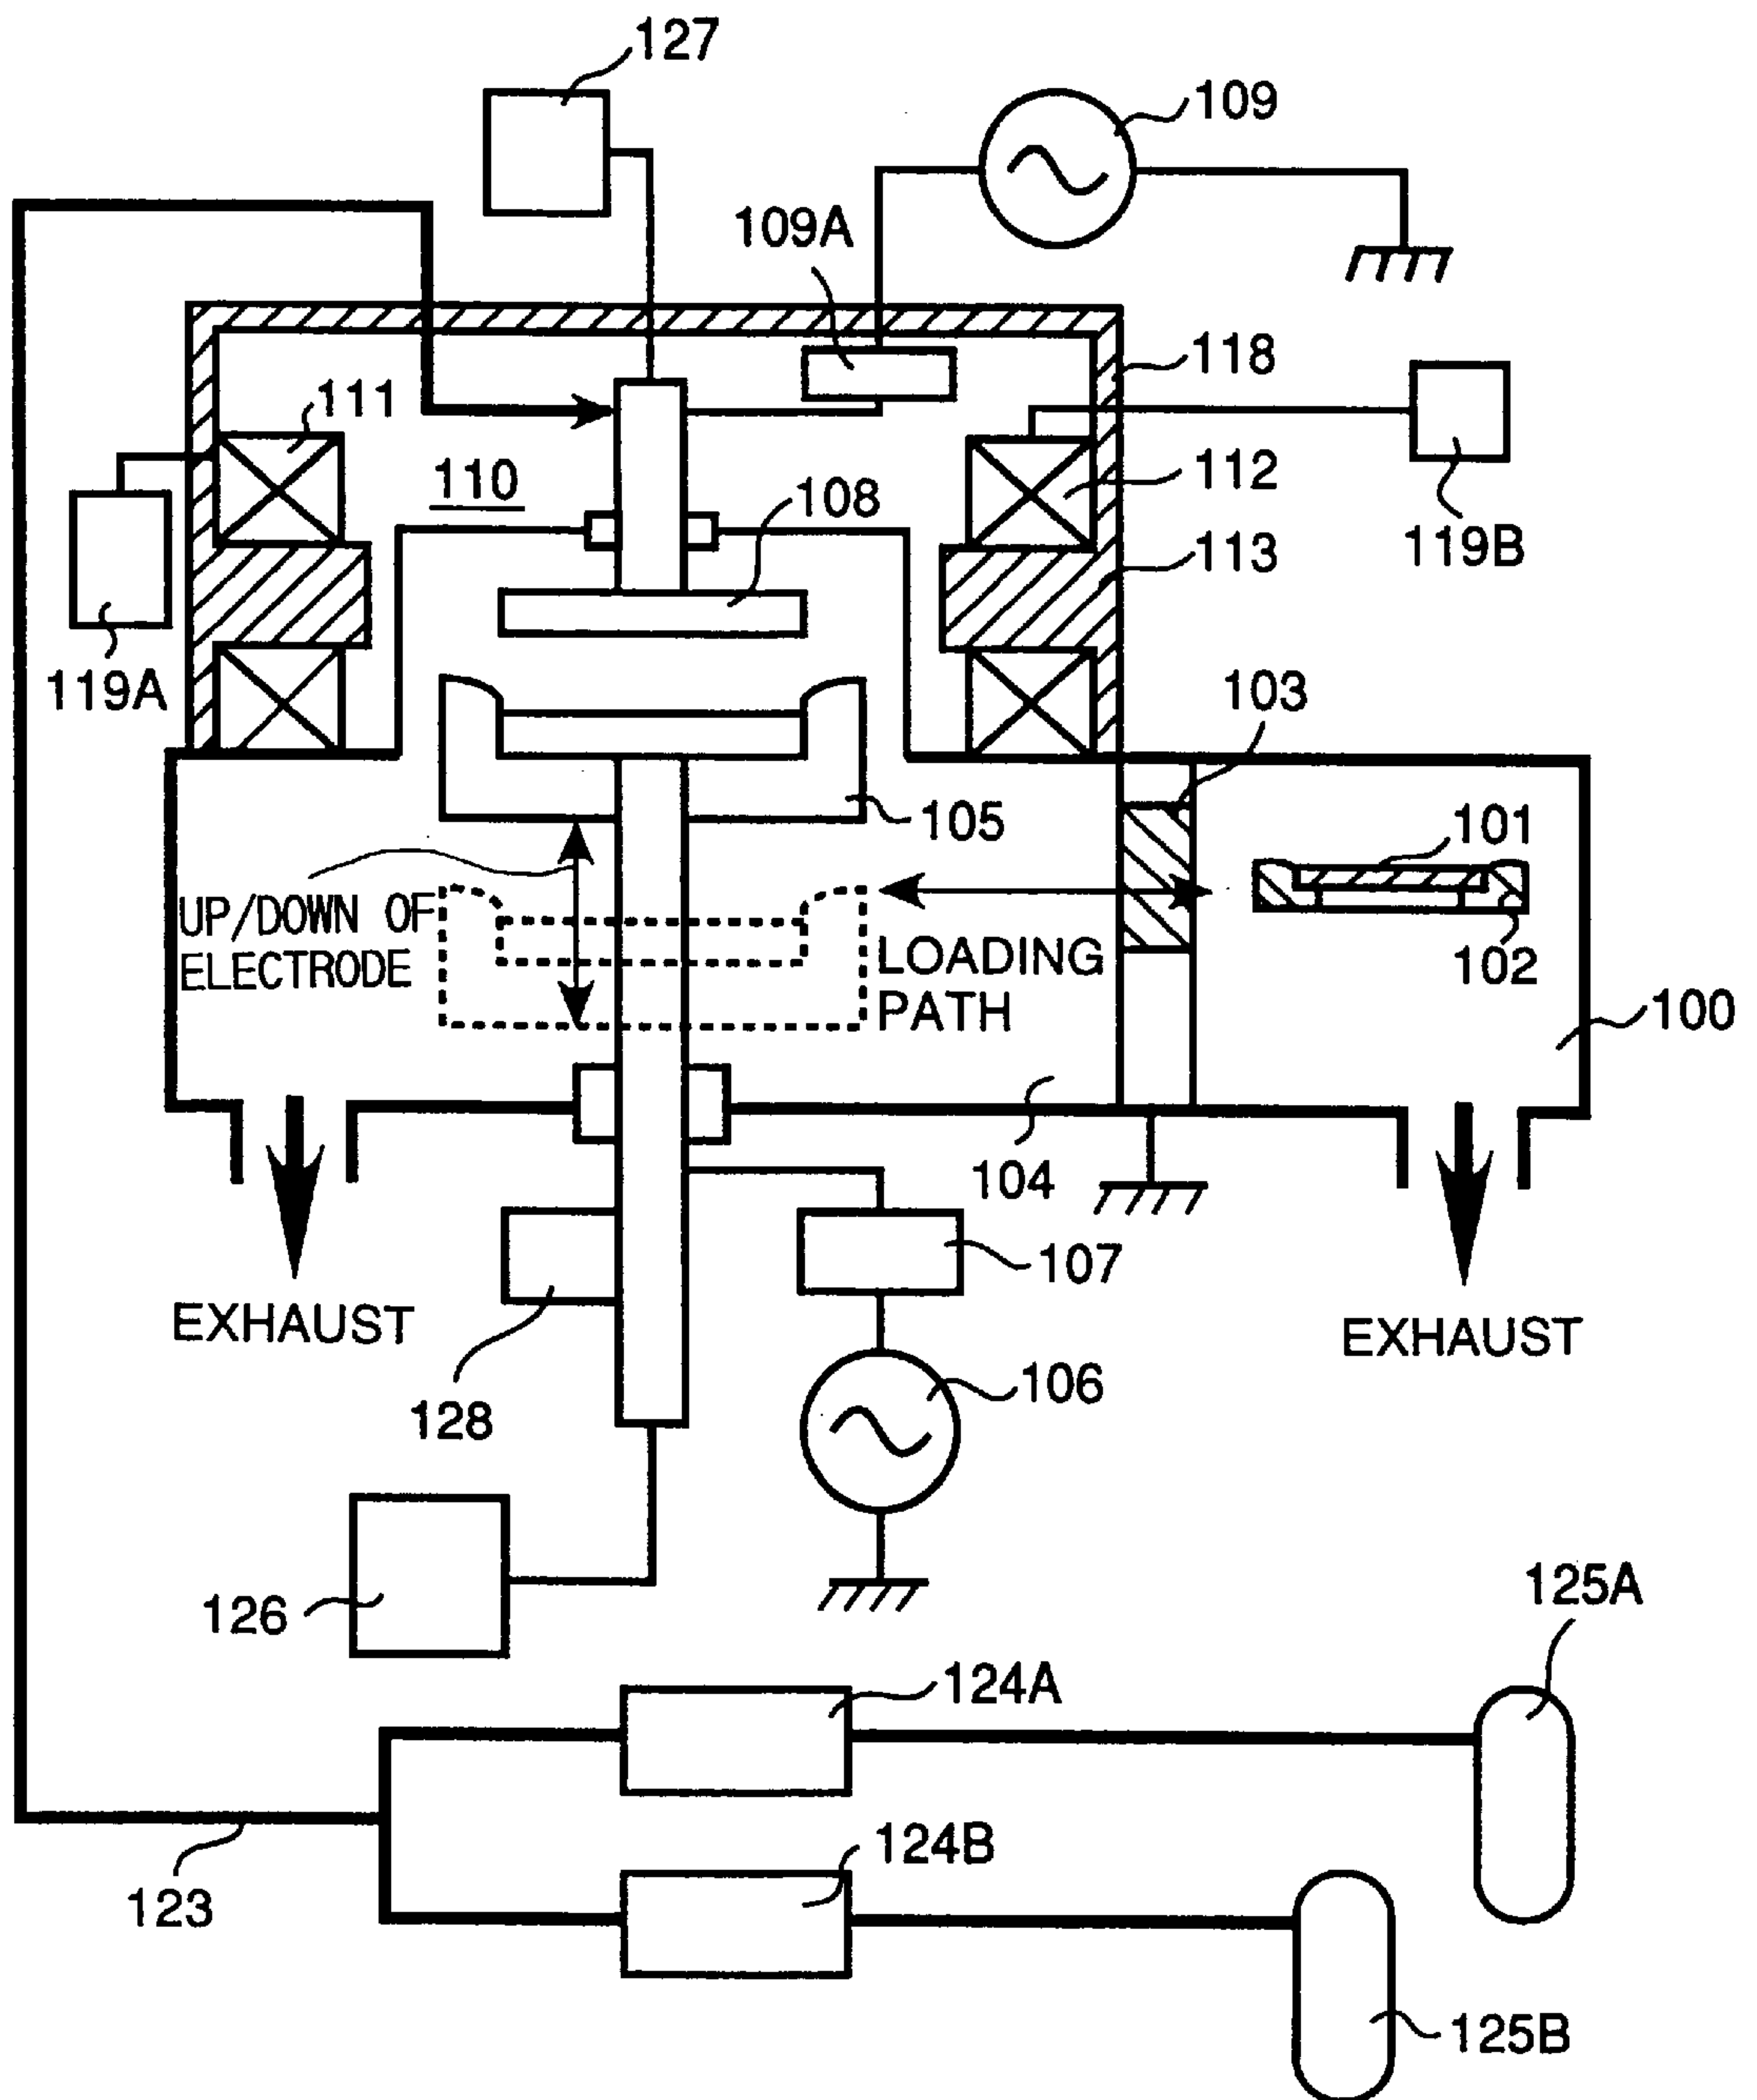 127
109
109A
118
111
110
108
112
119B
113
119A
103
105
101
UP/DOWN OF
ELECTRODE
LOADING
PATH
102
100
104
107
EXHAUST
EXHAUST
106
128
126
125A
124A
124B
123
125B